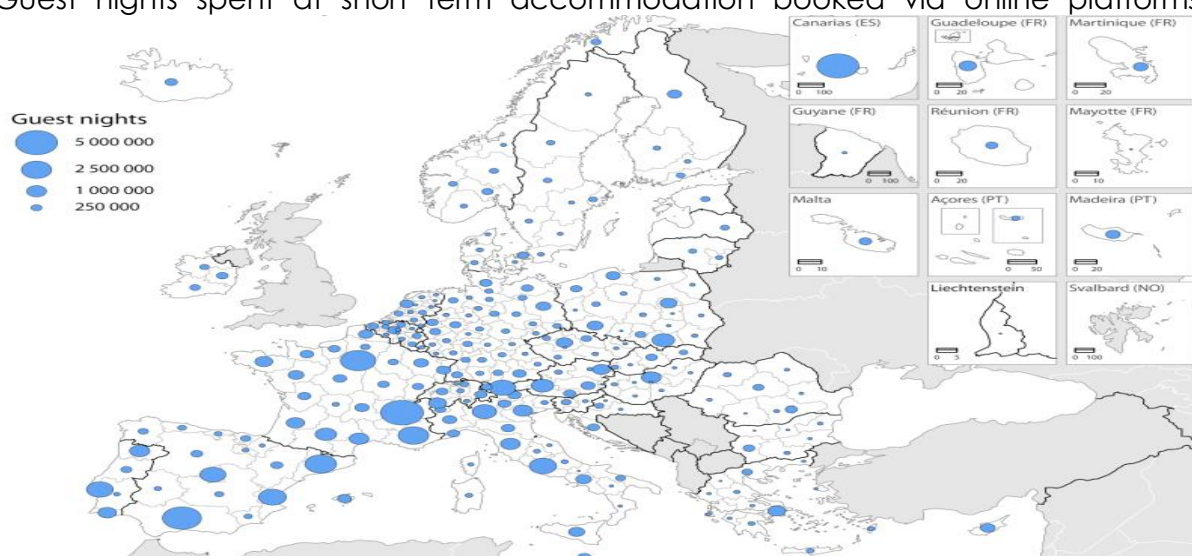 Guest nights spent at short term accommodation booked via online platforms
Guest nights
5 000 000
2 500 000
1 000 000
250 000
Canarias (ES)
0 100
Guadeloupe (FR)
0 20
Martinique (FR)
0 20
Guyane (FR)
0 100
Réunion (FR)
0 20
Mayotte (FR)
0 10
Malta
0 10
Açores (PT)
0 50
Madeira (PT)
0 20
Liechtenstein
0 5
Svalbard (NO)
0 100